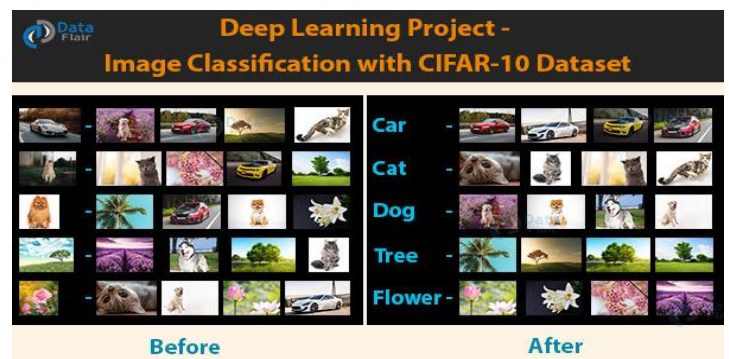 Data
Flair
Deep Learning Project -
Image Classification with CIFAR-10 Dataset
-
-
-
-
-
Car -
Cat -
Dog -
Tree -
Flower -
Before
After